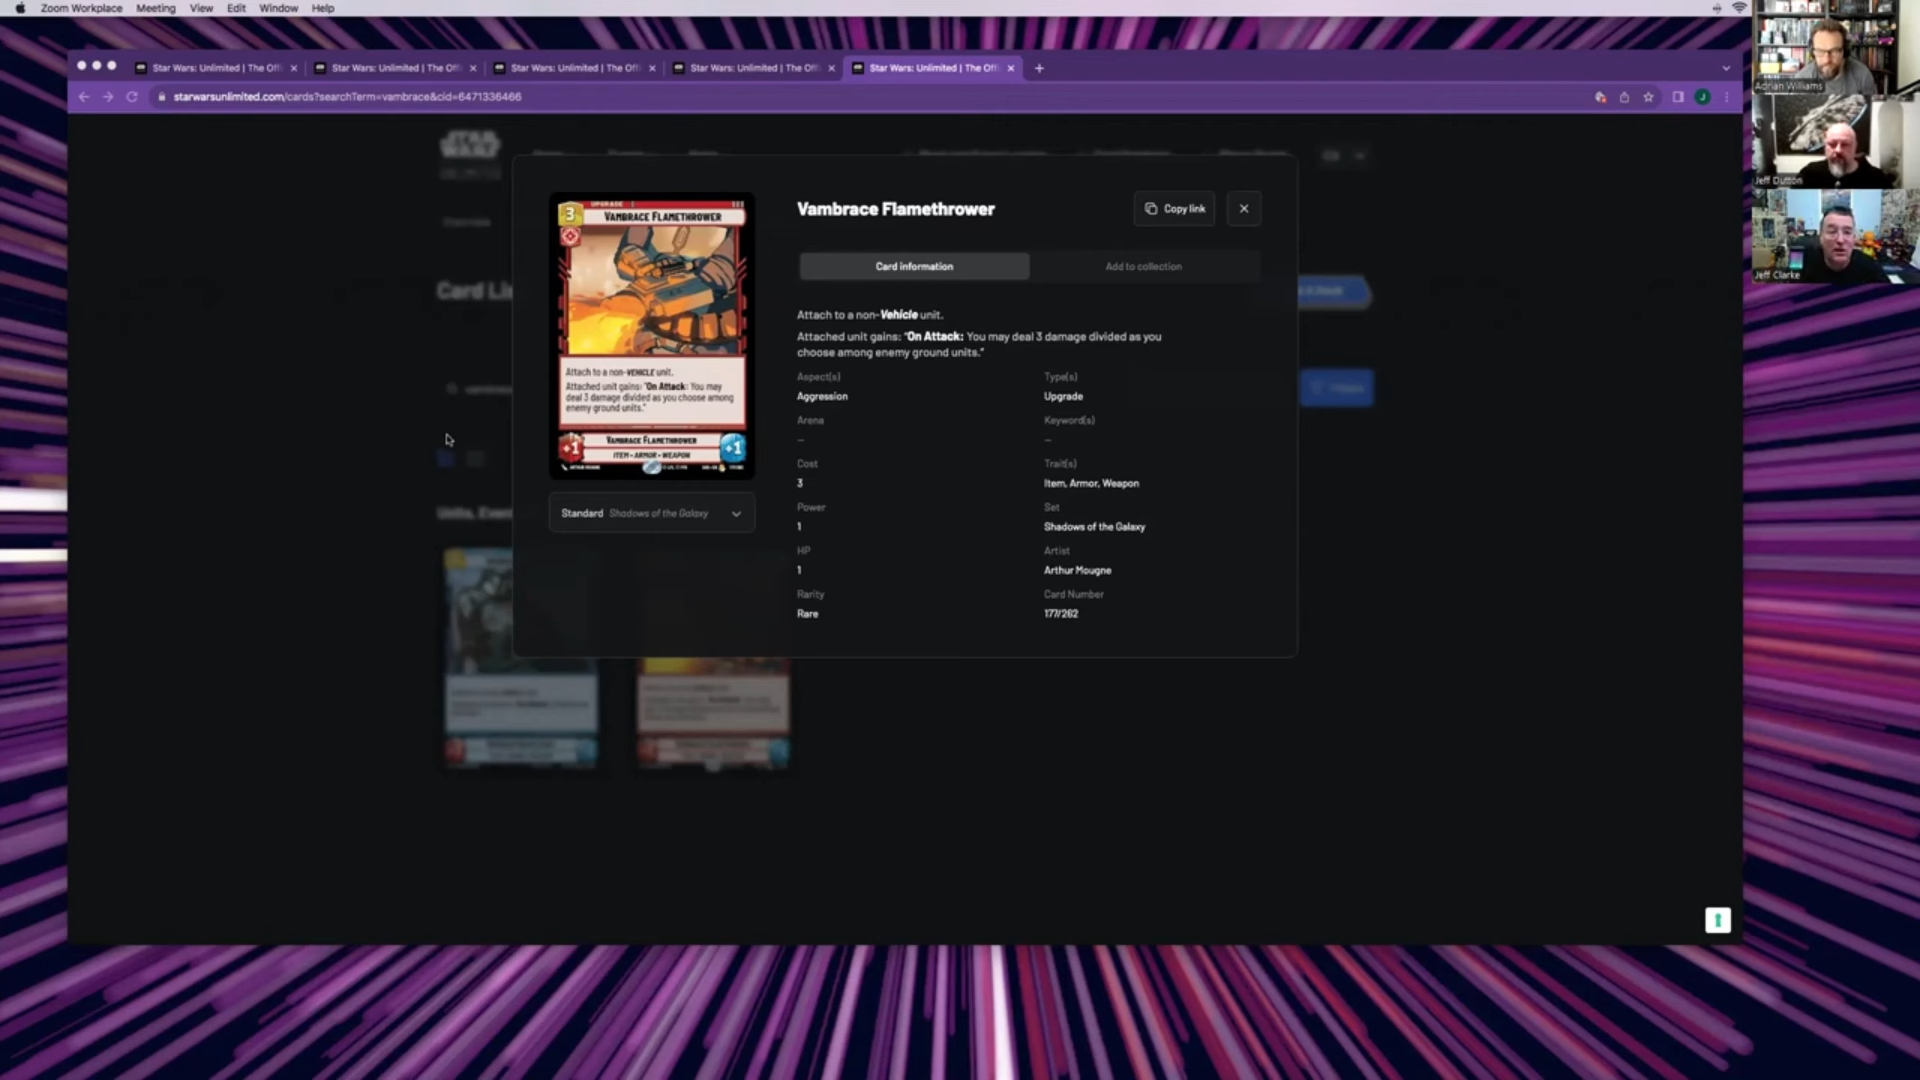 Zoom Workplace Meeting View Edit Window Help
Star Wars: Unlimited | The Offi
Star Wars: Unlimited | The Offi
Star Wars: Unlimited | The Offi
Star Wars: Unlimited | The Offi
Star Wars: Unlimited | The Offi
starwarsunlimited.com/cards?searchTerm=vambrace&cid=6471336466
J
Adrian Williams
Jeff Dutton
Jeff Clarke
STAR
WARS
Card Li
Vambrace Flamethrower
Copy link
Card information
Add to collection
UPGRADE
3
VAMBRACE FLAMETHROWER
Attach to a non-VEHICLE unit.
Attached unit gains: "On Attack: You may
deal 3 damage divided as you choose among
enemy ground units."
+1
VAMBRACE FLAMETHROWER
ITEM • ARMOR • WEAPON
+1
Standard Shadows of the Galaxy
Attach to a non-Vehicle unit.
Attached unit gains: "On Attack: You may deal 3 damage divided as you
choose among enemy ground units."
Aspect(s)
Aggression
Type(s)
Upgrade
Arena
–
Keyword(s)
–
Cost
3
Trait(s)
Item, Armor, Weapon
Power
1
Set
Shadows of the Galaxy
HP
1
Artist
Arthur Mougne
Rarity
Rare
Card Number
177/262